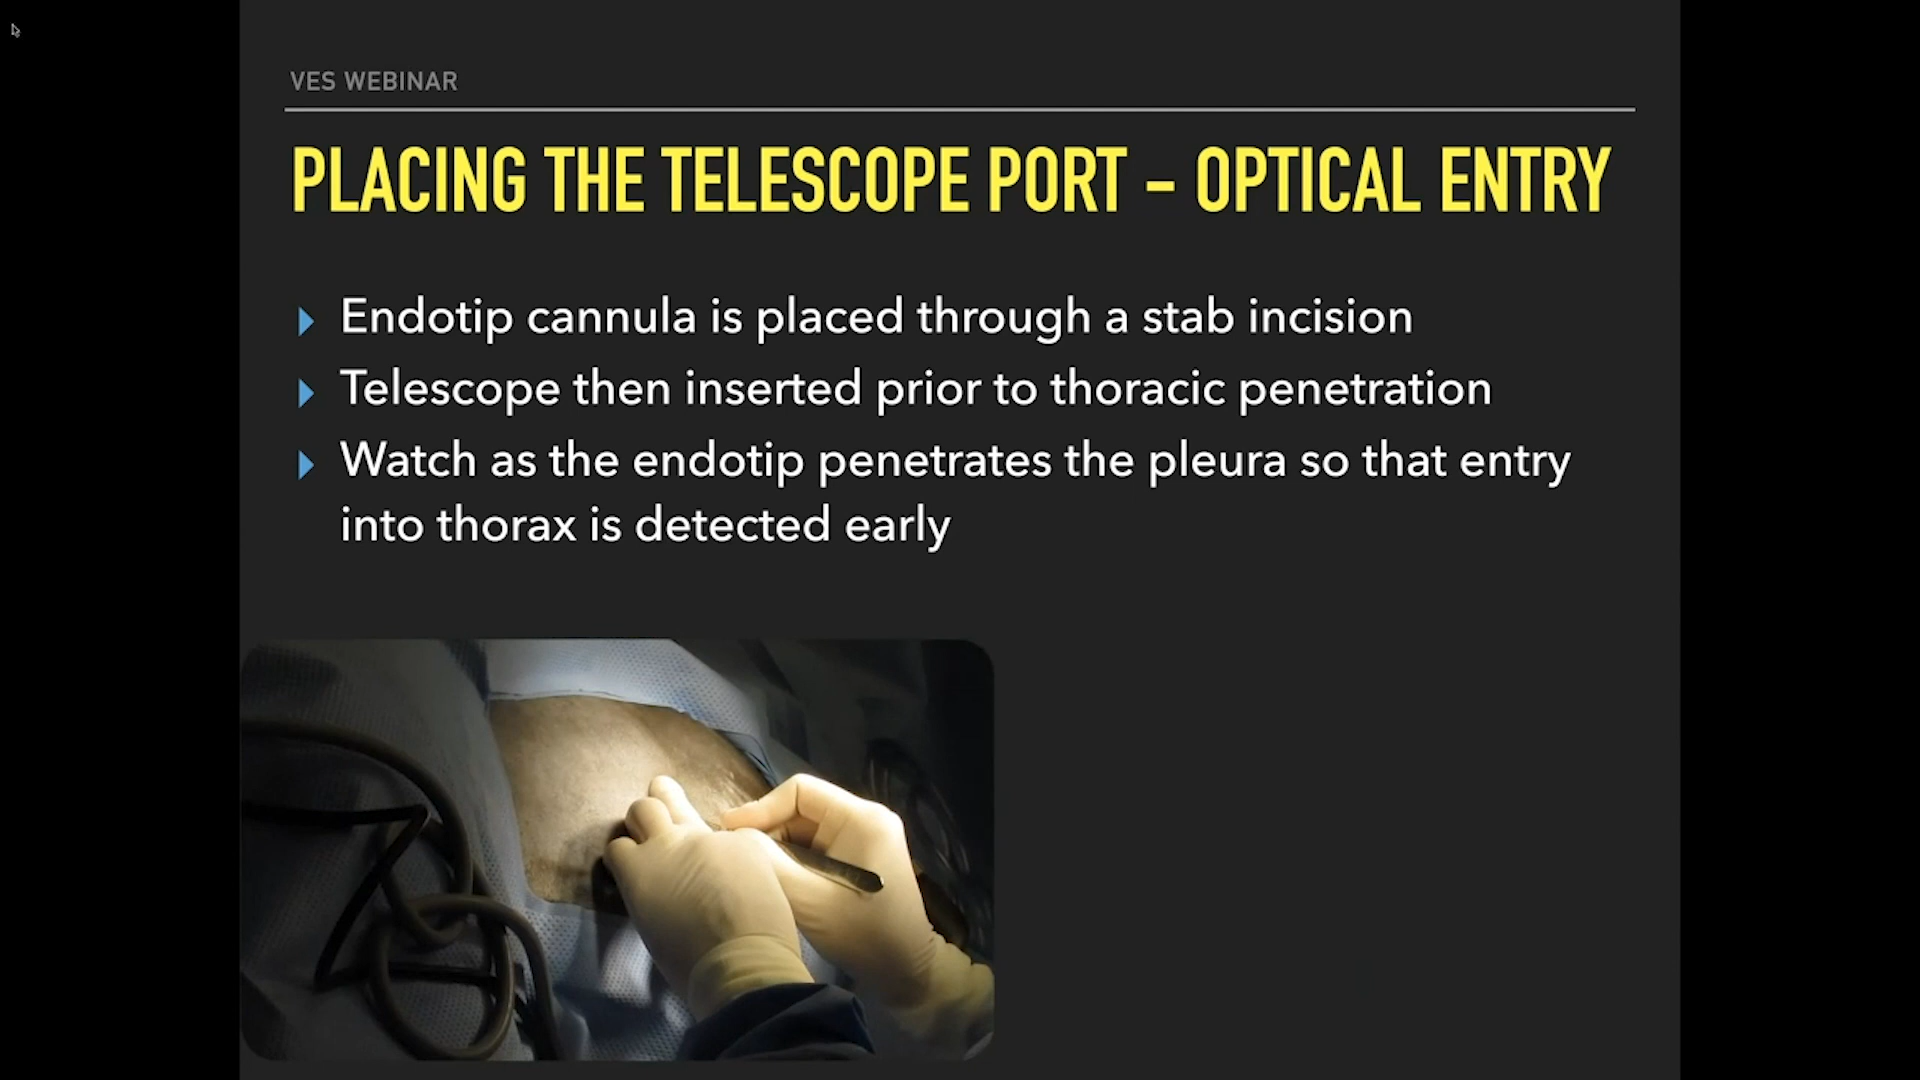 VES WEBINAR
PLACING THE TELESCOPE PORT – OPTICAL ENTRY
Endotip cannula is placed through a stab incision
Telescope then inserted prior to thoracic penetration
Watch as the endotip penetrates the pleura so that entry
into thorax is detected early